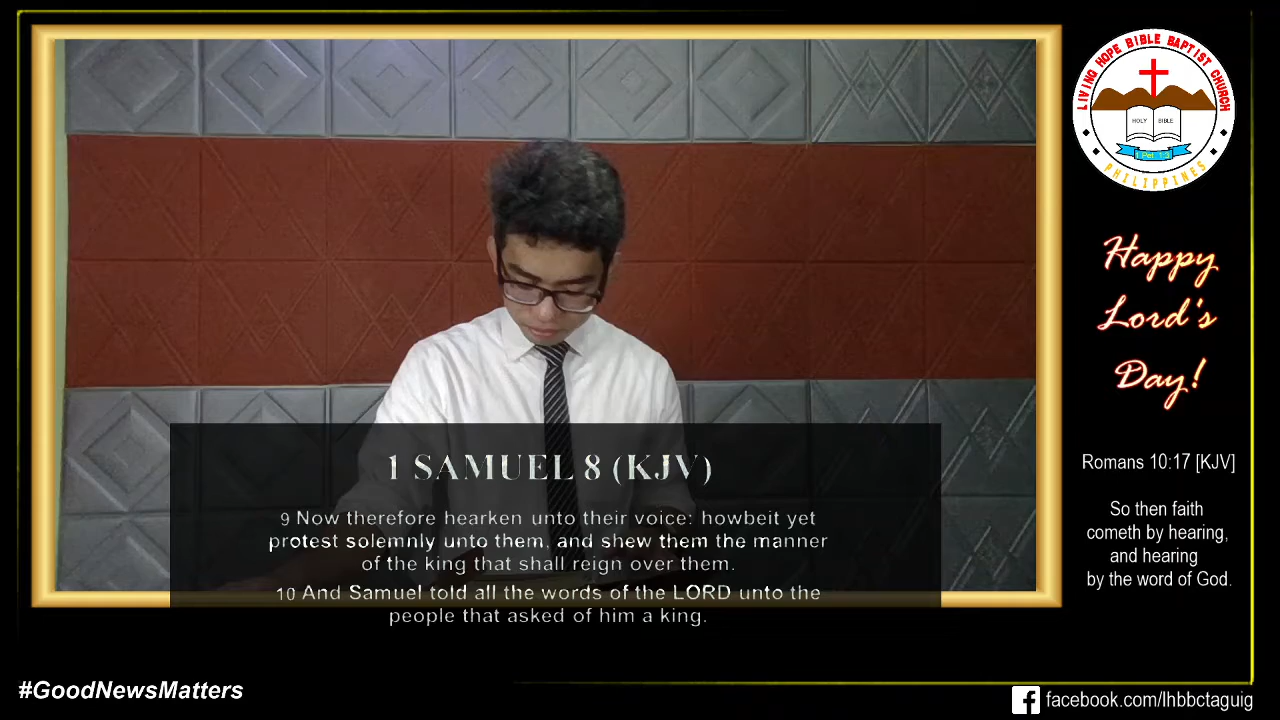 LIVING HOPE BIBLE BAPTIST CHURCH
HOLY BIBLE
1 Pet. 1:3
PHILIPPINES
Happy
Lord's
Day!
Romans 10:17 [KJV]
So then faith
cometh by hearing,
and hearing
by the word of God.
1 SAMUEL 8 (KJV)
9 Now therefore hearken unto their voice: howbeit yet
protest solemnly unto them, and shew them the manner
of the king that shall reign over them.
10 And Samuel told all the words of the LORD unto the
people that asked of him a king.
#GoodNewsMatters
facebook.com/lhbbctaguig